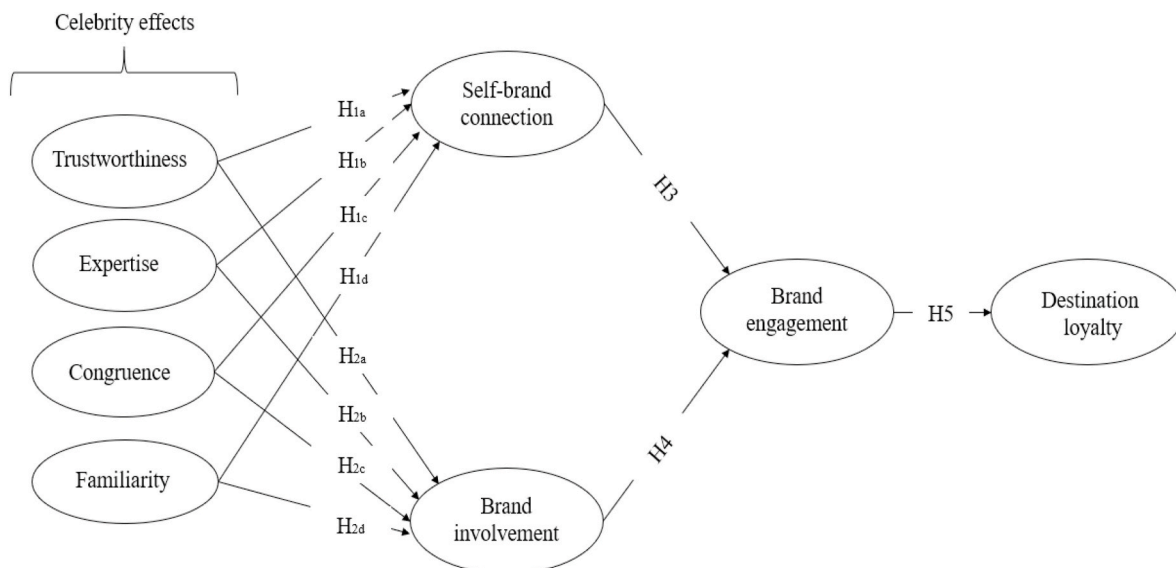 Celebrity effects
Trustworthiness
Expertise
Congruence
Familiarity
H1a
H1b
H1c
H1d
H2a
H2b
H2c
H2d
Self-brand
connection
Brand
involvement
H3
H4
Brand
engagement
H5
Destination
loyalty